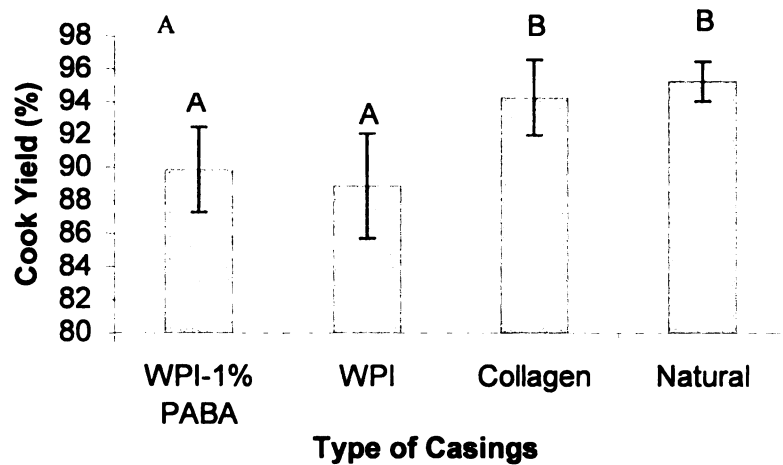 A
B
B
A
A
Cook Yield (%)
98
96
94
92
90
88
86
84
82
80
WPI-1%
PABA
WPI
Collagen
Natural
Type of Casings